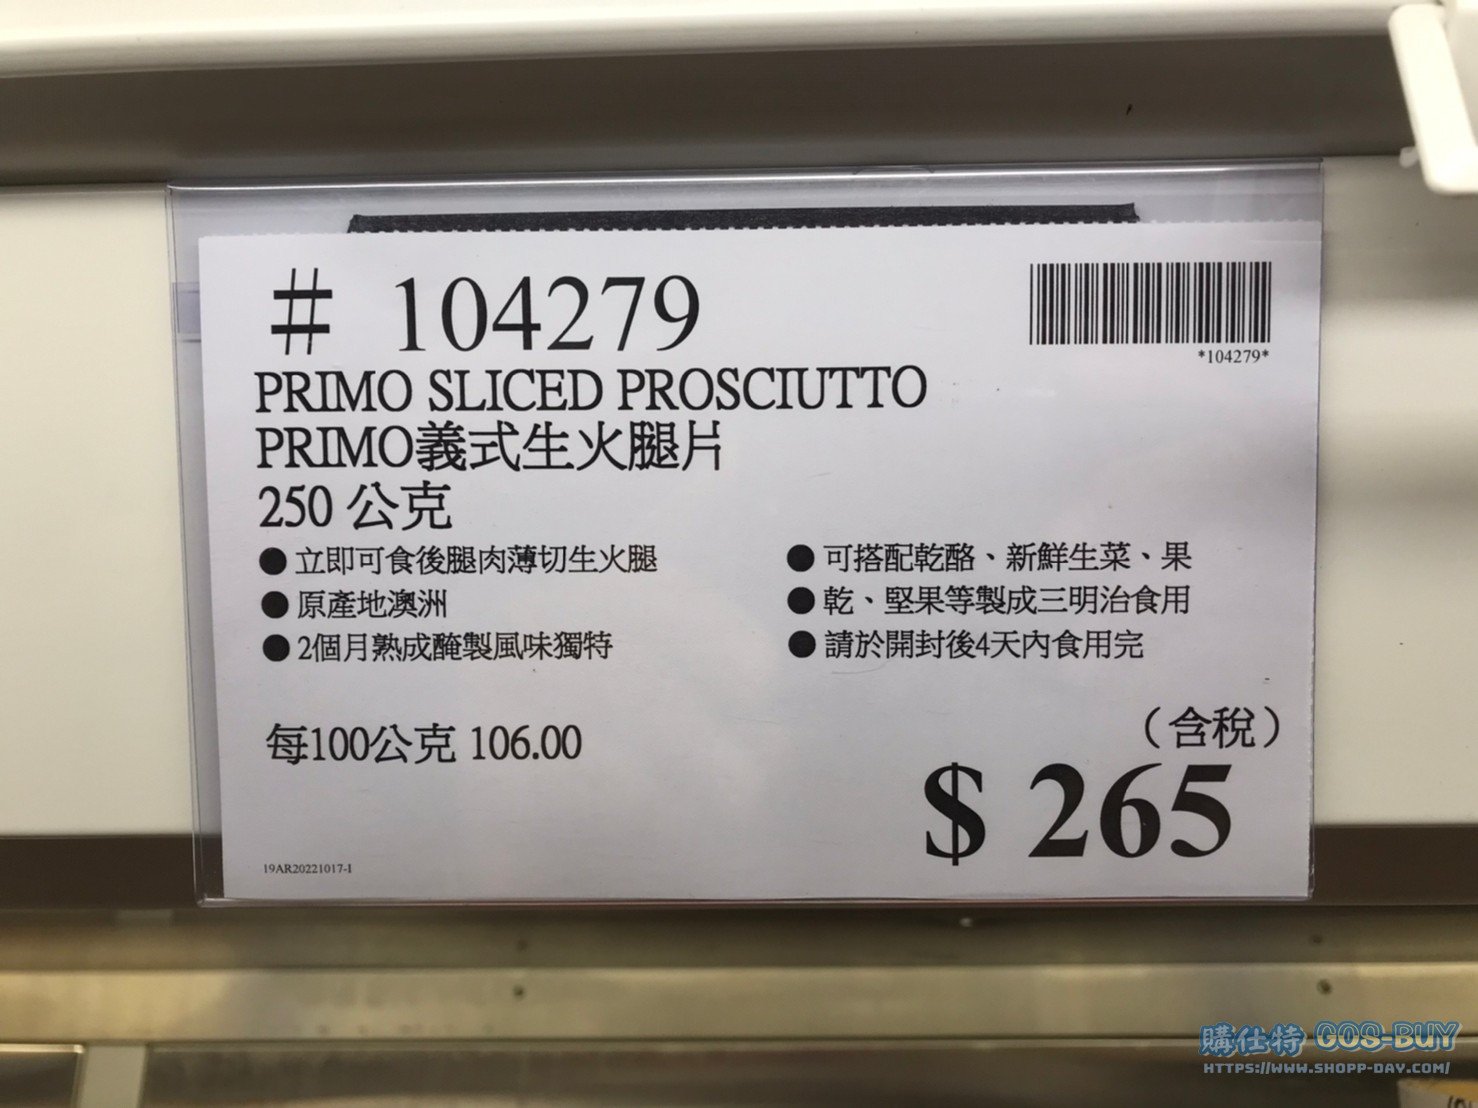 # 104279
*104279*
PRIMO SLICED PROSCIUTTO
PRIMO義式生火腿片
250 公克
● 立即可食後腿肉薄切生火腿
● 原產地澳洲
● 2個月熟成醃製風味獨特
● 可搭配乾酪、新鮮生菜、果
● 乾、堅果等製成三明治食用
● 請於開封後4天內食用完
每100公克 106.00
（含稅）
$ 265
19AR20221017-1
購仕特 GOS-BUY
HTTPS://WWW.SHOPP-DAY.COM/